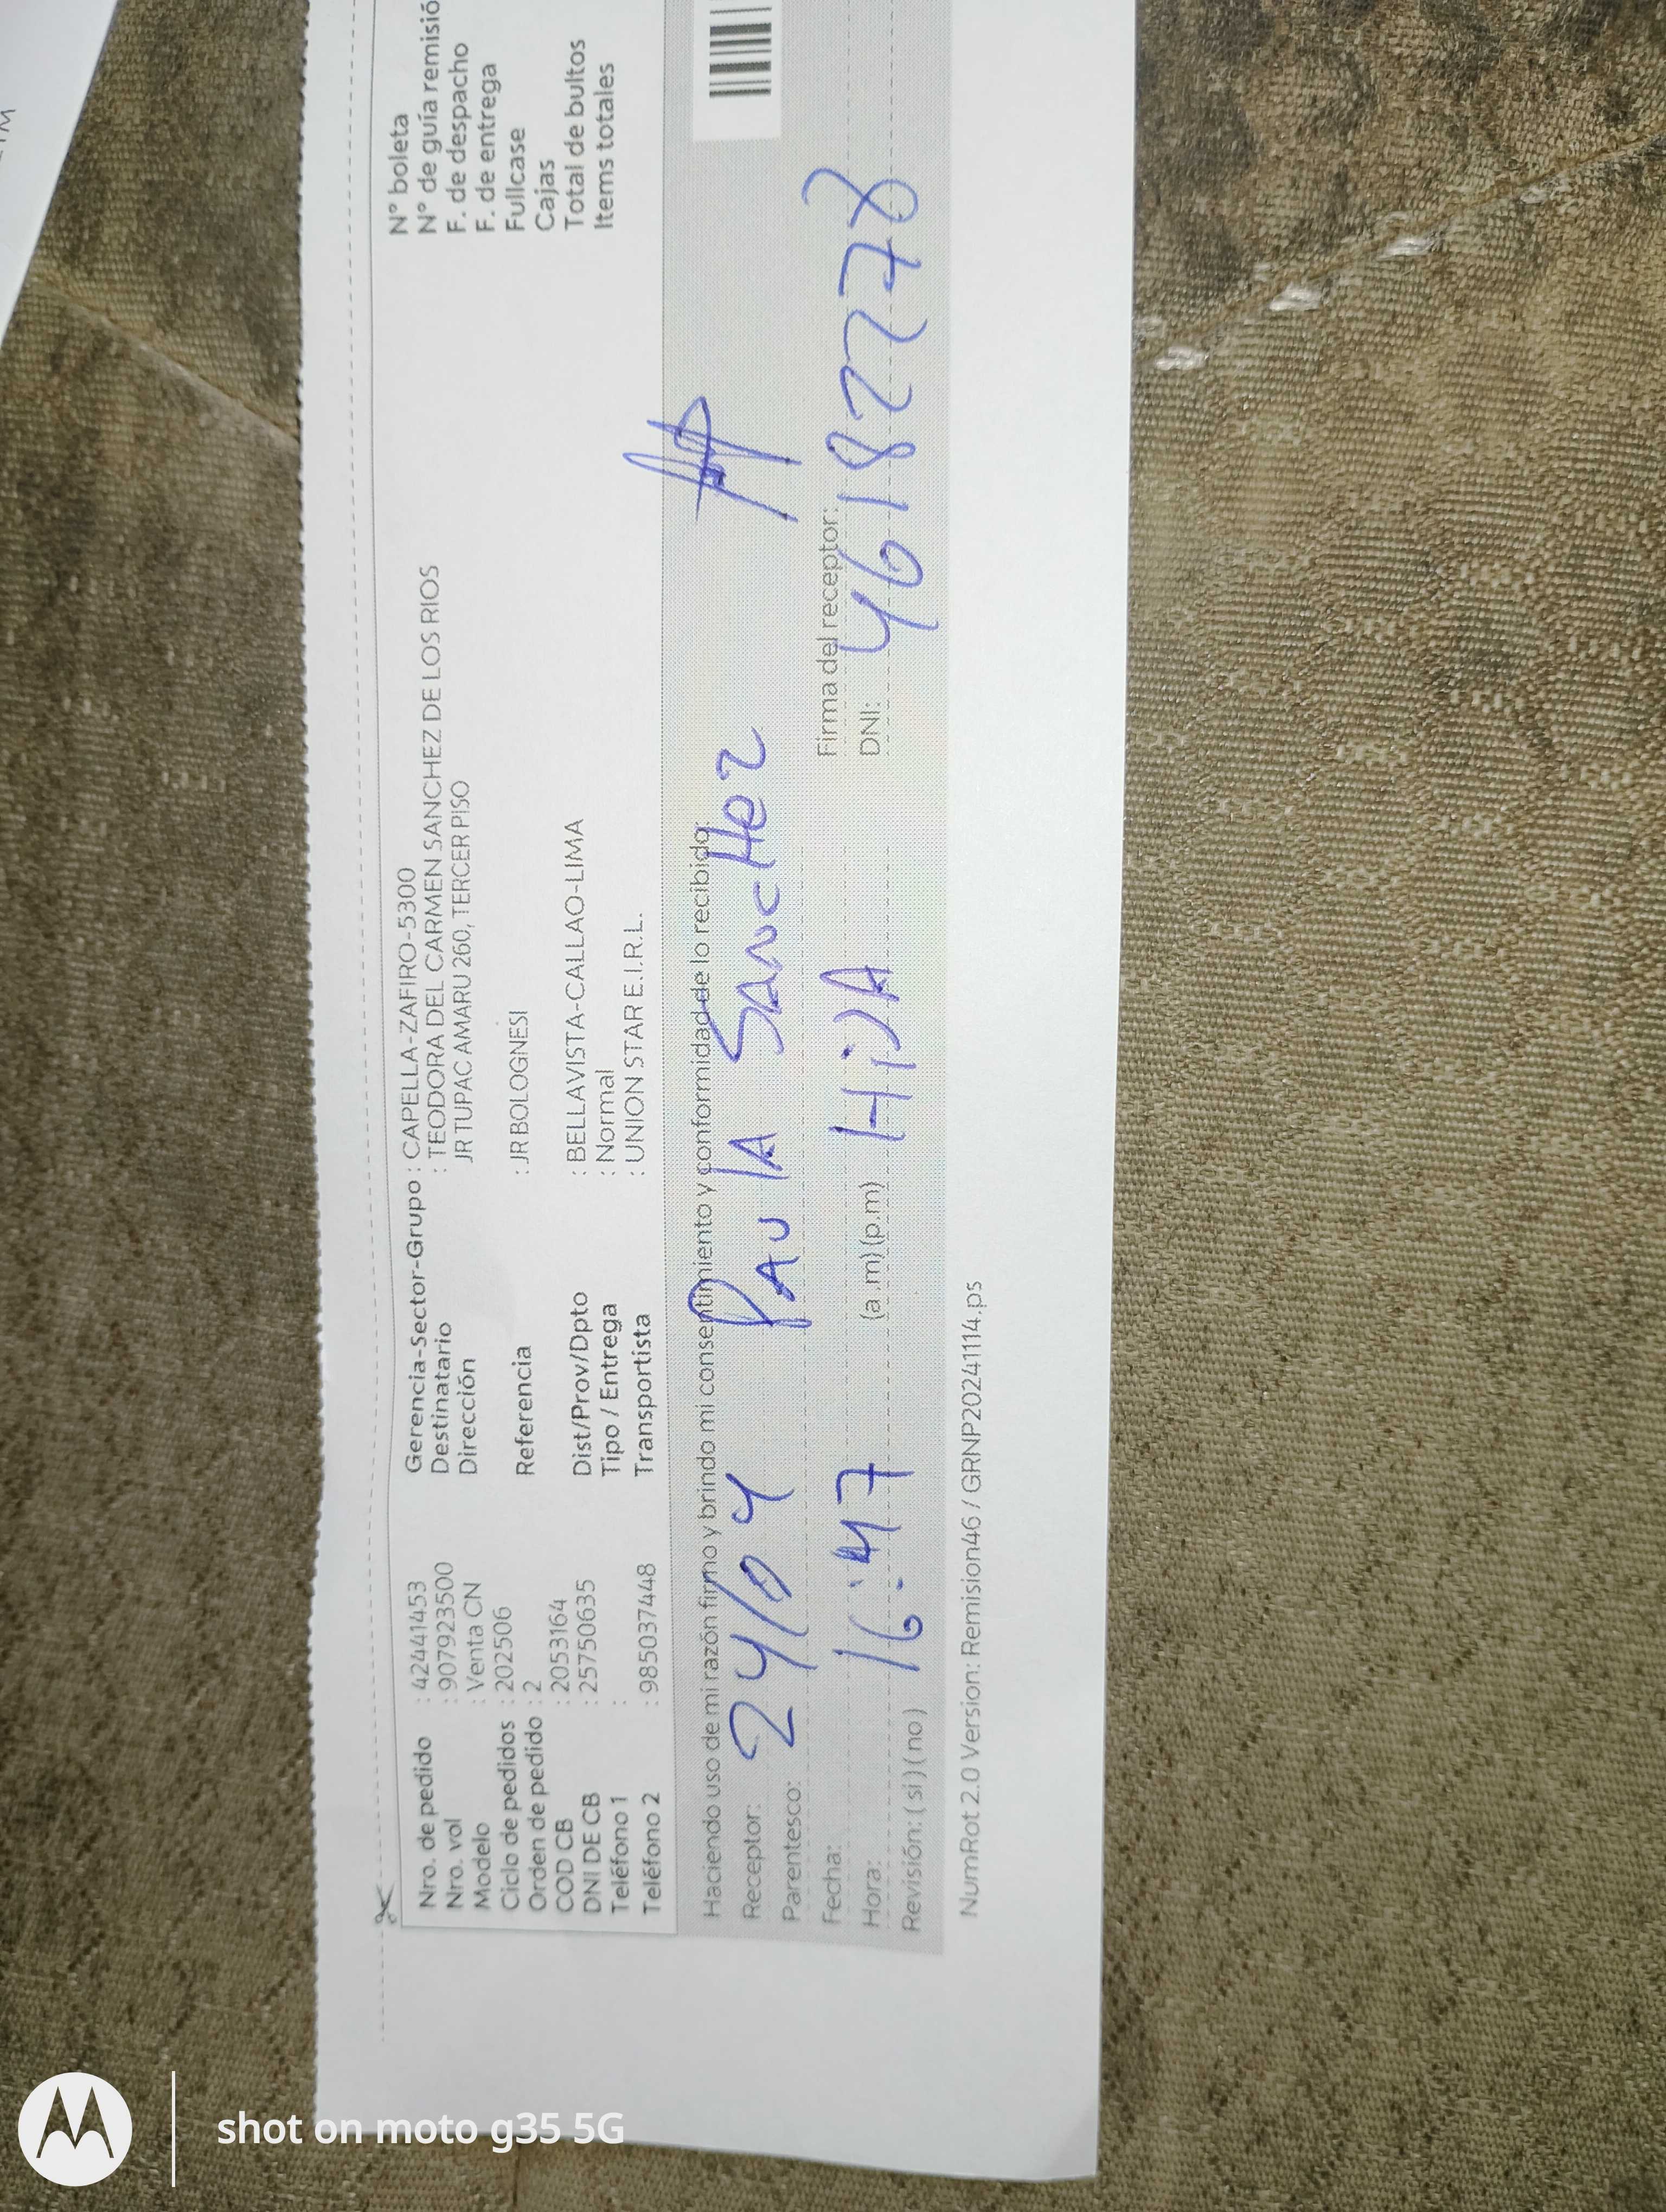 Nro. de pedido : 42441453
Nro. vol : 907923500
Modelo : Venta CN
Ciclo de pedidos : 202506
Orden de pedido : 2
COD CB : 2053164
DNI DE CB : 25750635
Teléfono 1 :
Teléfono 2 : 985037448
Gerencia-Sector-Grupo : CAPELLA-ZAFIRO-5300
Destinatario : TEODORA DEL CARMEN SANCHEZ DE LOS RIOS
Dirección JR TUPAC AMARU 260, TERCER PISO
Referencia : JR BOLOGNESI
Dist/Prov/Dpto : BELLAVISTA-CALLAO-LIMA
Tipo / Entrega : Normal
Transportista : UNION STAR E.I.R.L.
N° boleta
N° de guía remisió
F. de despacho
F. de entrega
Fullcase
Cajas
Total de bultos
Items totales
Haciendo uso de mi razón firmo y brindo mi consentimiento y conformidad de lo recibido:
Receptor: 24/04 PAulA SANcHez
Parentesco:
Fecha: Firma del receptor:
Hora: 16:47 (a.m)(p.m) HijA DNI: 46182278
Revisión: ( si ) ( no )
NumRot 2.0 Version: Remision46 / GRNP20241114.ps
shot on moto g35 5G